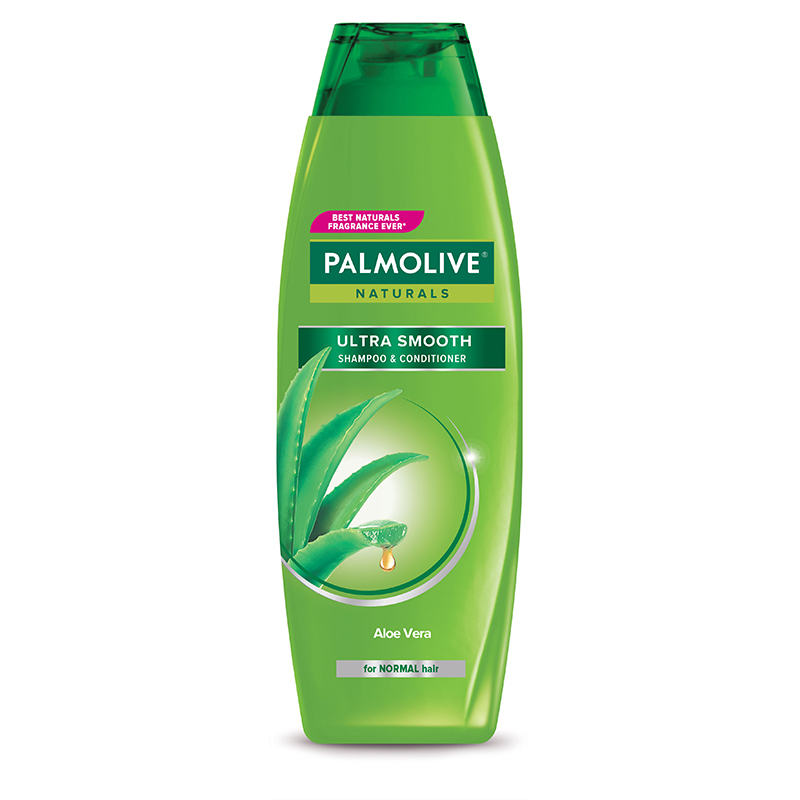 BEST NATURALS
FRAGRANCE EVER*
PALMOLIVE®
NATURALS
ULTRA SMOOTH
SHAMPOO & CONDITIONER
Aloe Vera
for NORMAL hair